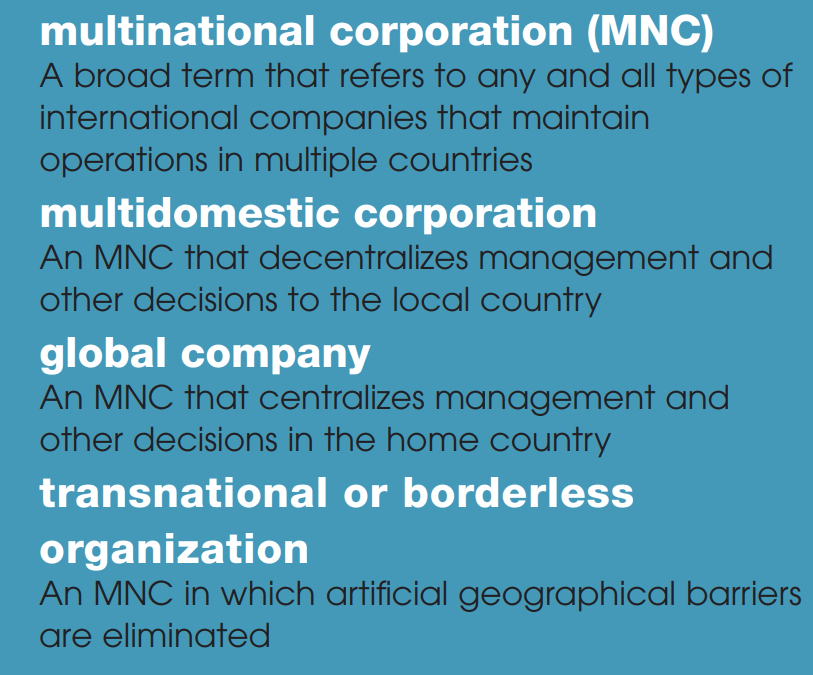 multinational corporation (MNC)
A broad term that refers to any and all types of
international companies that maintain
operations in multiple countries
multidomestic corporation
An MNC that decentralizes management and
other decisions to the local country
global company
An MNC that centralizes management and
other decisions in the home country
transnational or borderless
organization
An MNC in which artificial geographical barriers
are eliminated